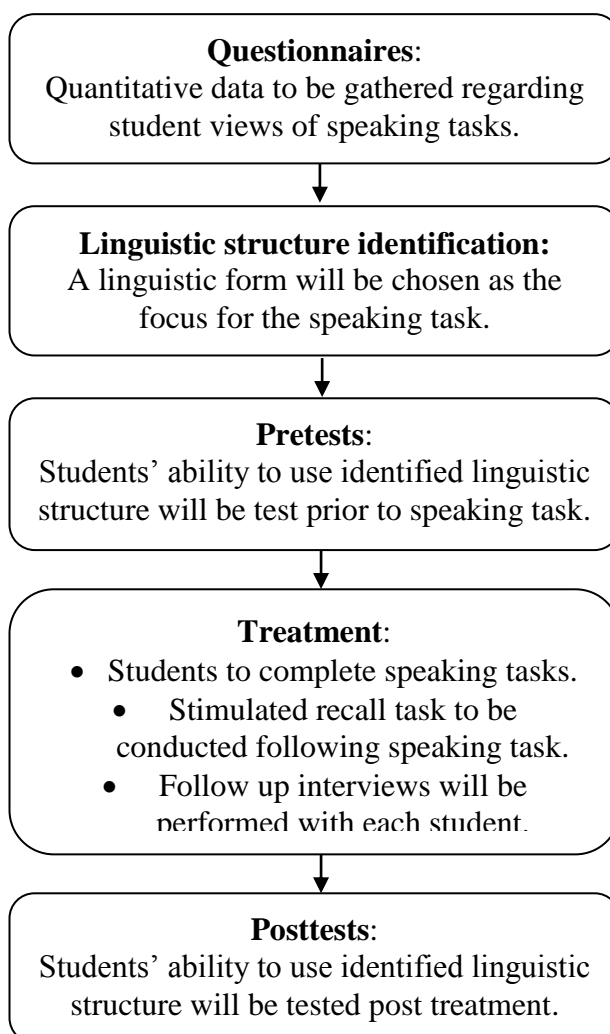 Questionnaires:
Quantitative data to be gathered regarding
student views of speaking tasks.
Linguistic structure identification:
A linguistic form will be chosen as the
focus for the speaking task.
Pretests:
Students’ ability to use identified linguistic
structure will be test prior to speaking task.
Treatment:
• Students to complete speaking tasks.
• Stimulated recall task to be
conducted following speaking task.
• Follow up interviews will be
performed with each student.
Posttests:
Students’ ability to use identified linguistic
structure will be tested post treatment.